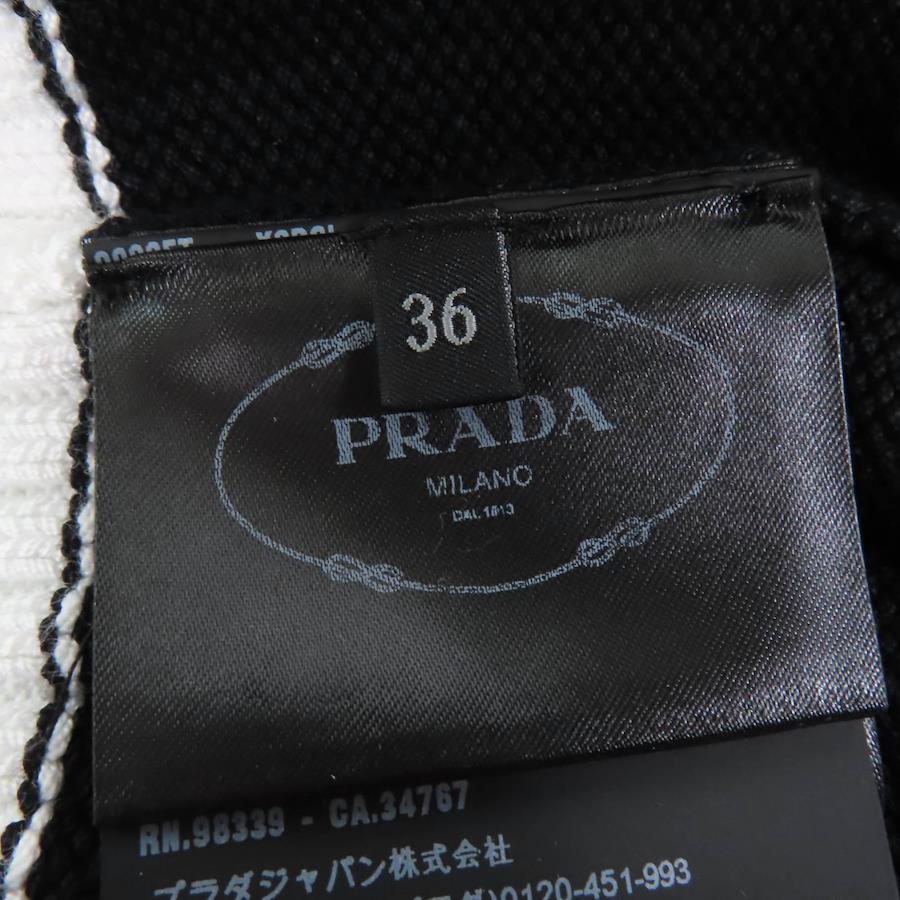 36
PRADA
MILANO
DAL 1913
RN.98339 - CA.34767
プラダジャパン株式会社
0120-451-993